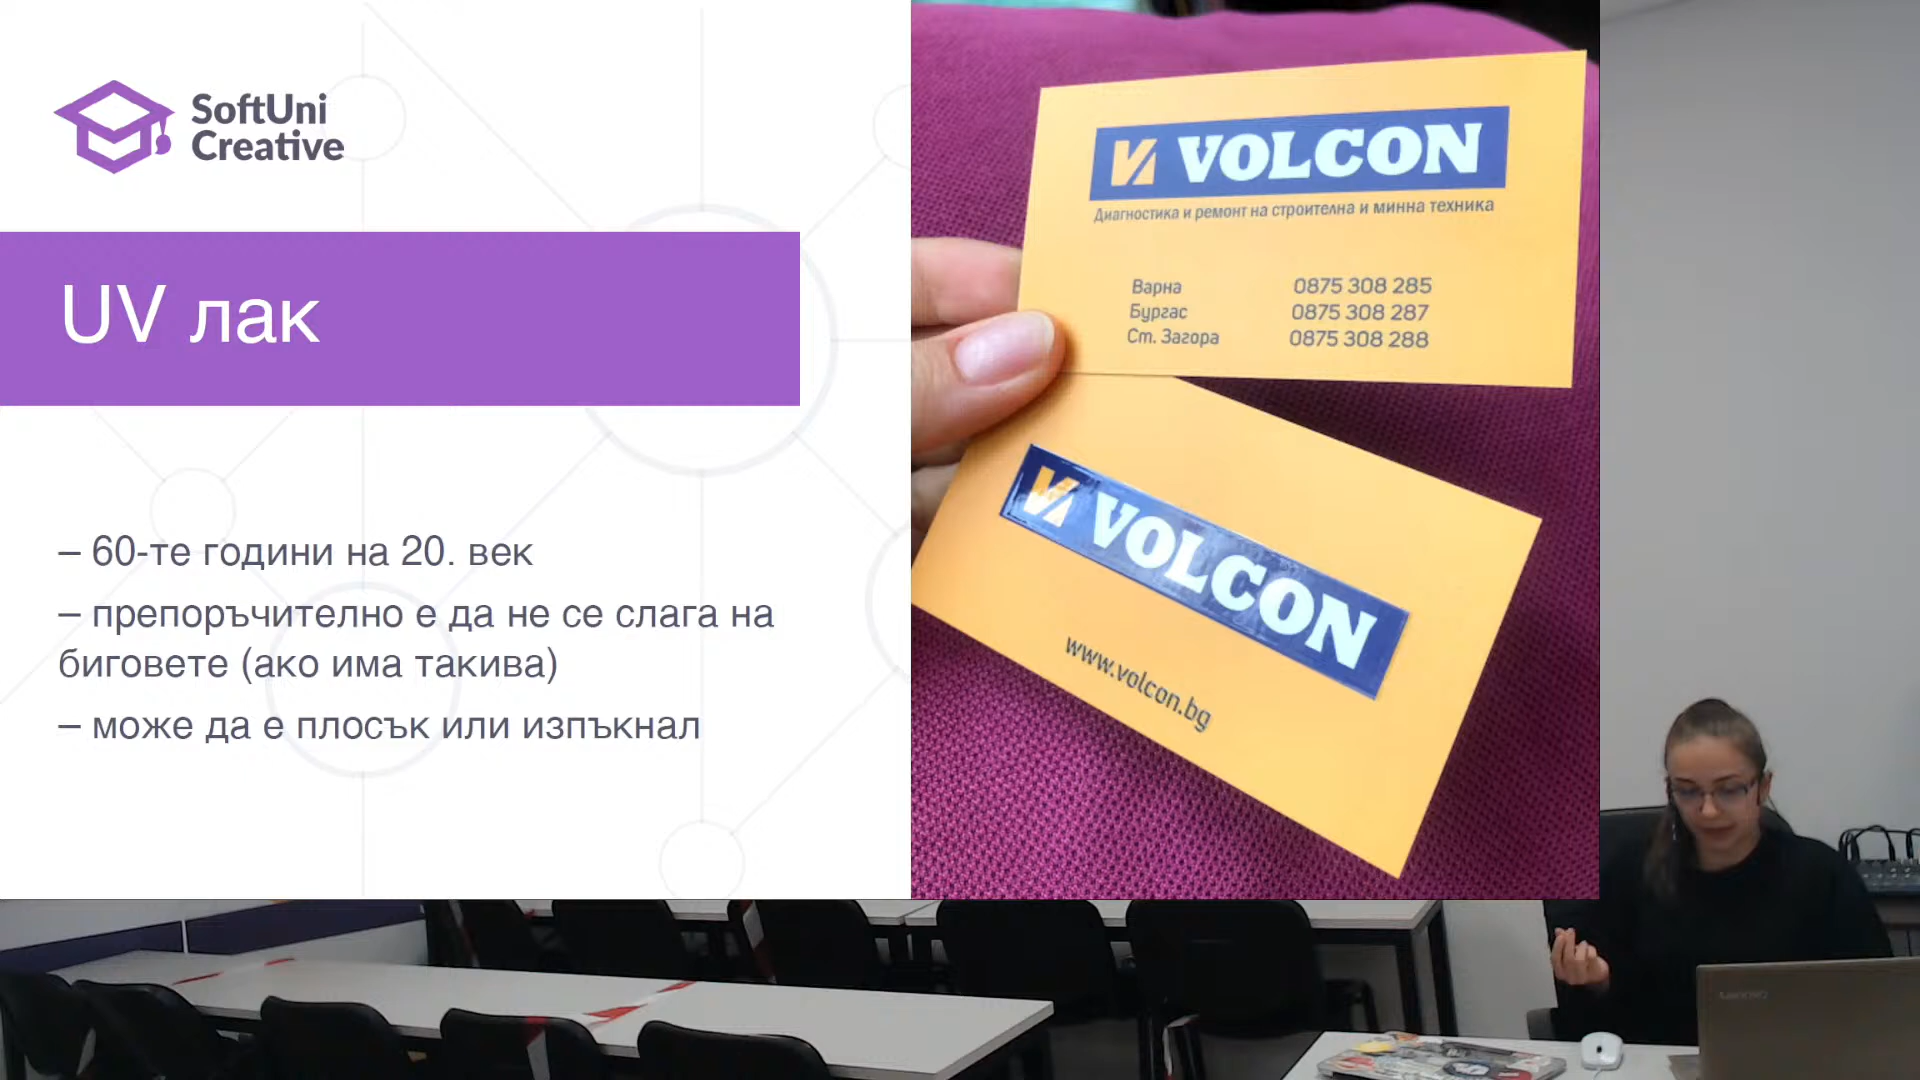 SoftUni
Creative
UV лак
– 60-те години на 20. век
– препоръчително е да не се слага на
биговете (ако има такива)
– може да е плосък или изпъкнал
VOLCON
Диагностика и ремонт на строителна и минна техника
Варна 0875 308 285
Бургас 0875 308 287
Ст. Загора 0875 308 288
VOLCON
www.volcon.bg
Lenovo